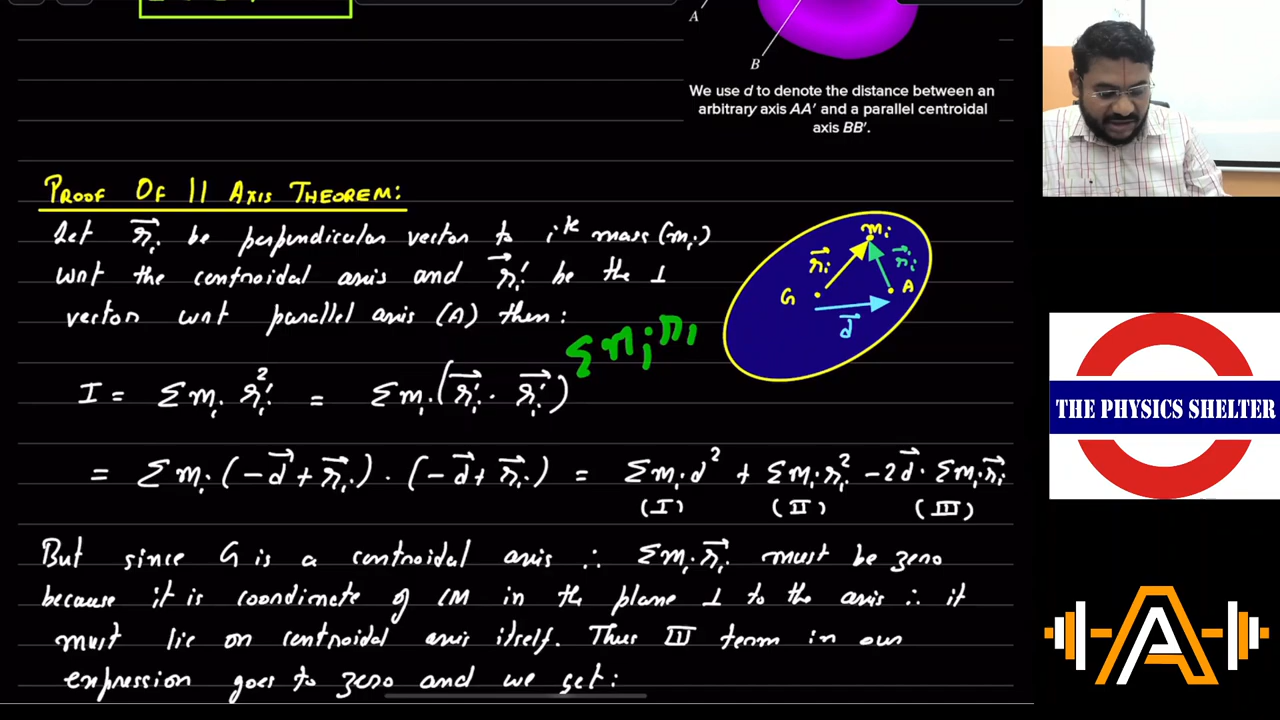 A
B
We use d to denote the distance between an
arbitrary axis AA′ and a parallel centroidal
axis BB′.
PROOF OF || AXIS THEOREM:
Let r⃗ᵢ be perpendicular vector to iᵗʰ mass (mᵢ)
wrt the centroidal axis and r⃗ᵢ′ be the ⊥
vector wrt parallel axis (A) then:
Σmᵢrᵢ
mᵢ
r⃗ᵢ
r⃗ᵢ
G
A
d⃗
I = Σmᵢ rᵢ′² = Σmᵢ(r⃗ᵢ′ · r⃗ᵢ′)
= Σmᵢ(-d⃗ + r⃗ᵢ) · (-d⃗ + r⃗ᵢ) = Σmᵢd² + Σmᵢrᵢ² - 2d⃗ · Σmᵢr⃗ᵢ
(I) (II) (III)
But since G is a centroidal axis ∴ Σmᵢr⃗ᵢ must be zero
because it is coordinate of CM in the plane ⊥ to the axis ∴ it
must lie on centroidal axis itself. Thus III term in our
expression goes to zero and we get:
THE PHYSICS SHELTER